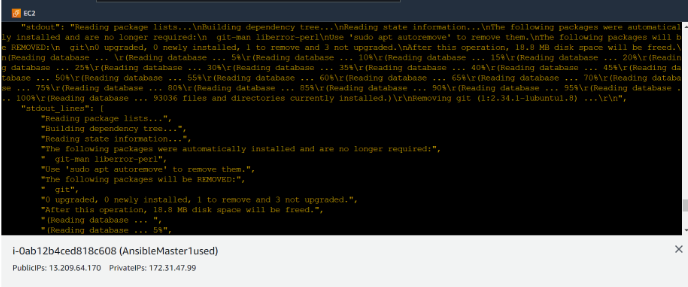 EC2
"stdout": "Reading package lists...\nBuilding dependency tree...\nReading state information...\nThe following packages were automatical
ly installed and are no longer required:\n  git-man liberror-perl\nUse 'sudo apt autoremove' to remove them.\nThe following packages will b
e REMOVED:\n  git\n0 upgraded, 0 newly installed, 1 to remove and 3 not upgraded.\nAfter this operation, 18.8 MB disk space will be freed.\
n(Reading database ... \r(Reading database ... 5%\r(Reading database ... 10%\r(Reading database ... 15%\r(Reading database ... 20%\r(Readin
g database ... 25%\r(Reading database ... 30%\r(Reading database ... 35%\r(Reading database ... 40%\r(Reading database ... 45%\r(Reading da
tabase ... 50%\r(Reading database ... 55%\r(Reading database ... 60%\r(Reading database ... 65%\r(Reading database ... 70%\r(Reading databa
se ... 75%\r(Reading database ... 80%\r(Reading database ... 85%\r(Reading database ... 90%\r(Reading database ... 95%\r(Reading database .
.. 100%\r(Reading database ... 93036 files and directories currently installed.)\r\nRemoving git (1:2.34.1-1ubuntu1.8) ...\r\n",
"stdout_lines": [
"Reading package lists...",
"Building dependency tree...",
"Reading state information...",
"The following packages were automatically installed and are no longer required:",
"  git-man liberror-perl",
"Use 'sudo apt autoremove' to remove them.",
"The following packages will be REMOVED:",
"  git",
"0 upgraded, 0 newly installed, 1 to remove and 3 not upgraded.",
"After this operation, 18.8 MB disk space will be freed.",
"(Reading database ... ",
"(Reading database ... 5%",
i-0ab12b4ced818c608 (AnsibleMaster1used)
PublicIPs: 13.209.64.170 PrivateIPs: 172.31.47.99